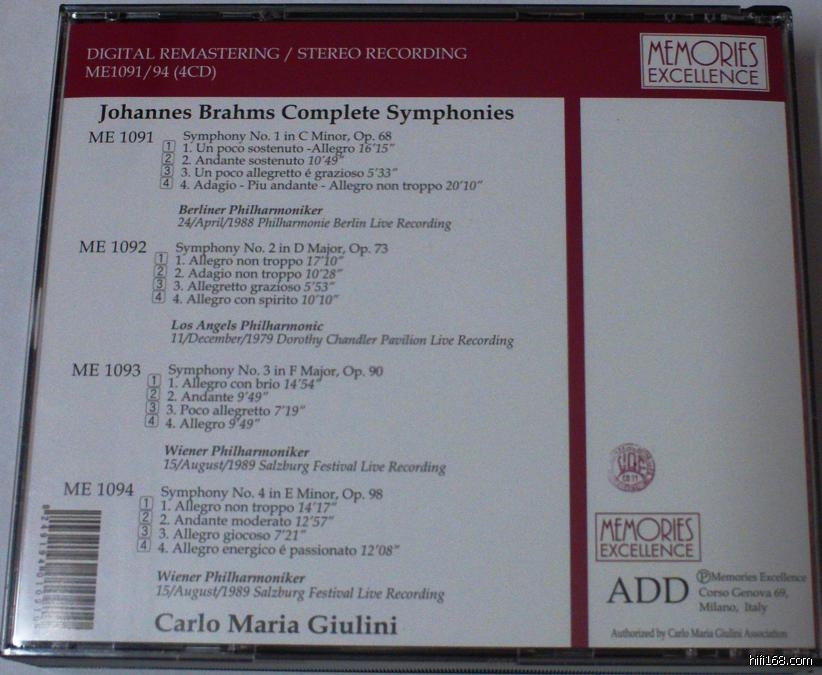 DIGITAL REMASTERING / STEREO RECORDING
ME1091/94 (4CD)
MEMORIES
EXCELLENCE
Johannes Brahms Complete Symphonies
ME 1091 Symphony No. 1 in C Minor, Op. 68
1 1. Un poco sostenuto -Allegro 16'15"
2 2. Andante sostenuto 10'49"
3 3. Un poco allegretto é grazioso 5'33"
4 4. Adagio - Piu andante - Allegro non troppo 20'10"
Berliner Philharmoniker
24/April/1988 Philharmonie Berlin Live Recording
ME 1092 Symphony No. 2 in D Major, Op. 73
1 1. Allegro non troppo 17'10"
2 2. Adagio non troppo 10'28"
3 3. Allegretto grazioso 5'53"
4 4. Allegro con spirito 10'10"
Los Angels Philharmonic
11/December/1979 Dorothy Chandler Pavilion Live Recording
ME 1093 Symphony No. 3 in F Major, Op. 90
1 1. Allegro con brio 14'54"
2 2. Andante 9'49"
3 3. Poco allegretto 7'19"
4 4. Allegro 9'49"
Wiener Philharmoniker
15/August/1989 Salzburg Festival Live Recording
ME 1094 Symphony No. 4 in E Minor, Op. 98
1 1. Allegro non troppo 14'17"
2 2. Andante moderato 12'57"
3 3. Allegro giocoso 7'21"
4 4. Allegro energico é passionato 12'08"
Wiener Philharmoniker
15/August/1989 Salzburg Festival Live Recording
Carlo Maria Giulini
MEMORIES
EXCELLENCE
ADD
Ⓟ Memories Excellence
Corso Genova 69,
Milano, Italy
Authorized by Carlo Maria Giulini Association
hifi168.com